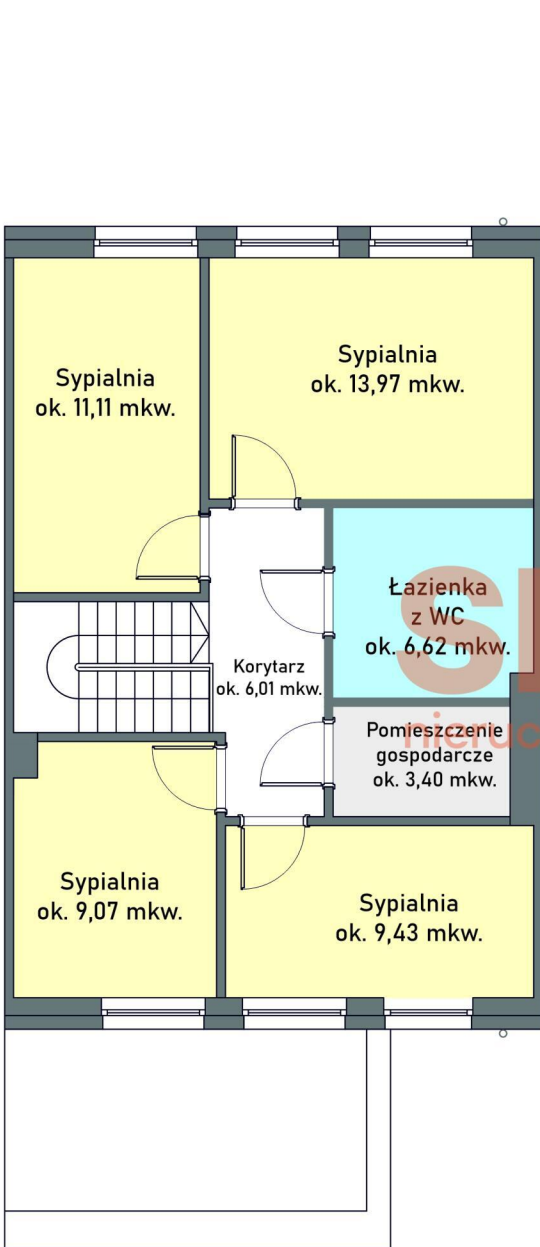 Sypialnia
ok. 11,11 mkw.
Sypialnia
ok. 13,97 mkw.
Łazienka
z WC
ok. 6,62 mkw.
Korytarz
ok. 6,01 mkw.
Pomieszczenie
gospodarcze
ok. 3,40 mkw.
Sypialnia
ok. 9,07 mkw.
Sypialnia
ok. 9,43 mkw.